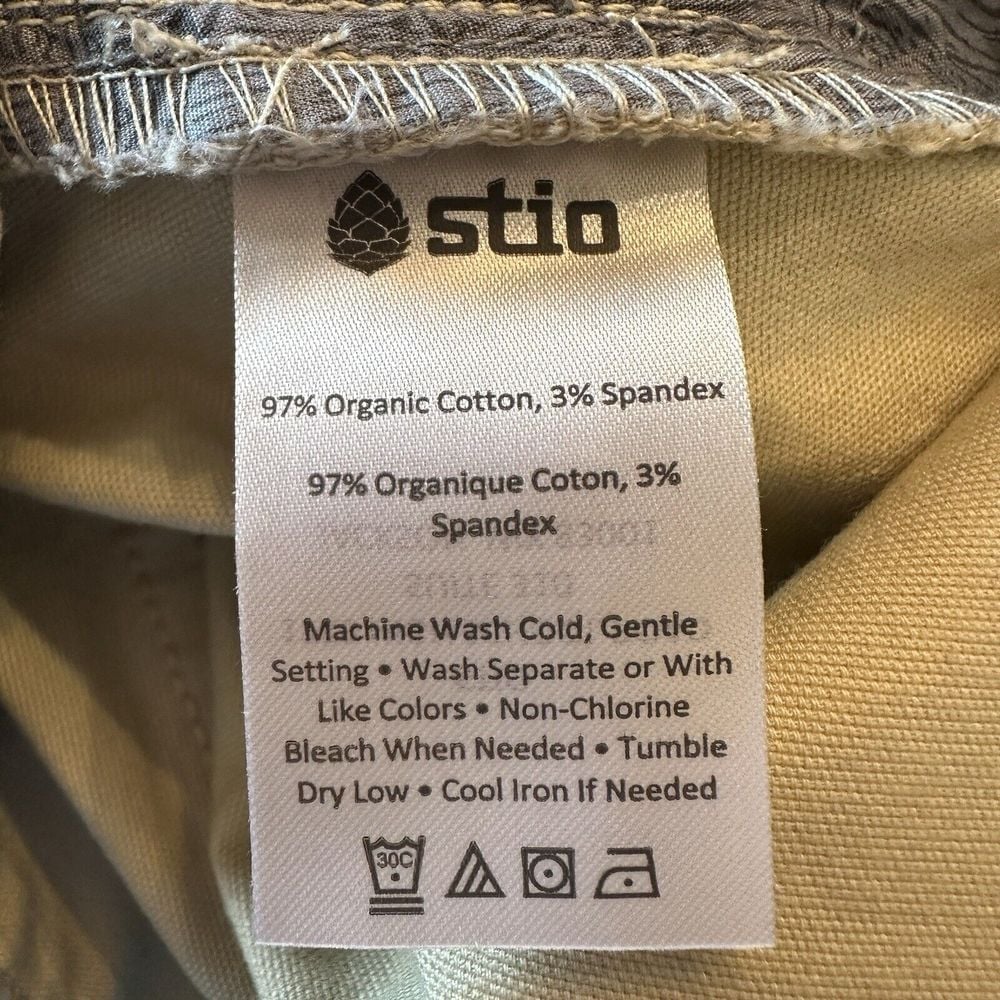 stio
97% Organic Cotton, 3% Spandex
97% Organique Coton, 3%
Spandex
Machine Wash Cold, Gentle
Setting • Wash Separate or With
Like Colors • Non-Chlorine
Bleach When Needed • Tumble
Dry Low • Cool Iron If Needed
30C